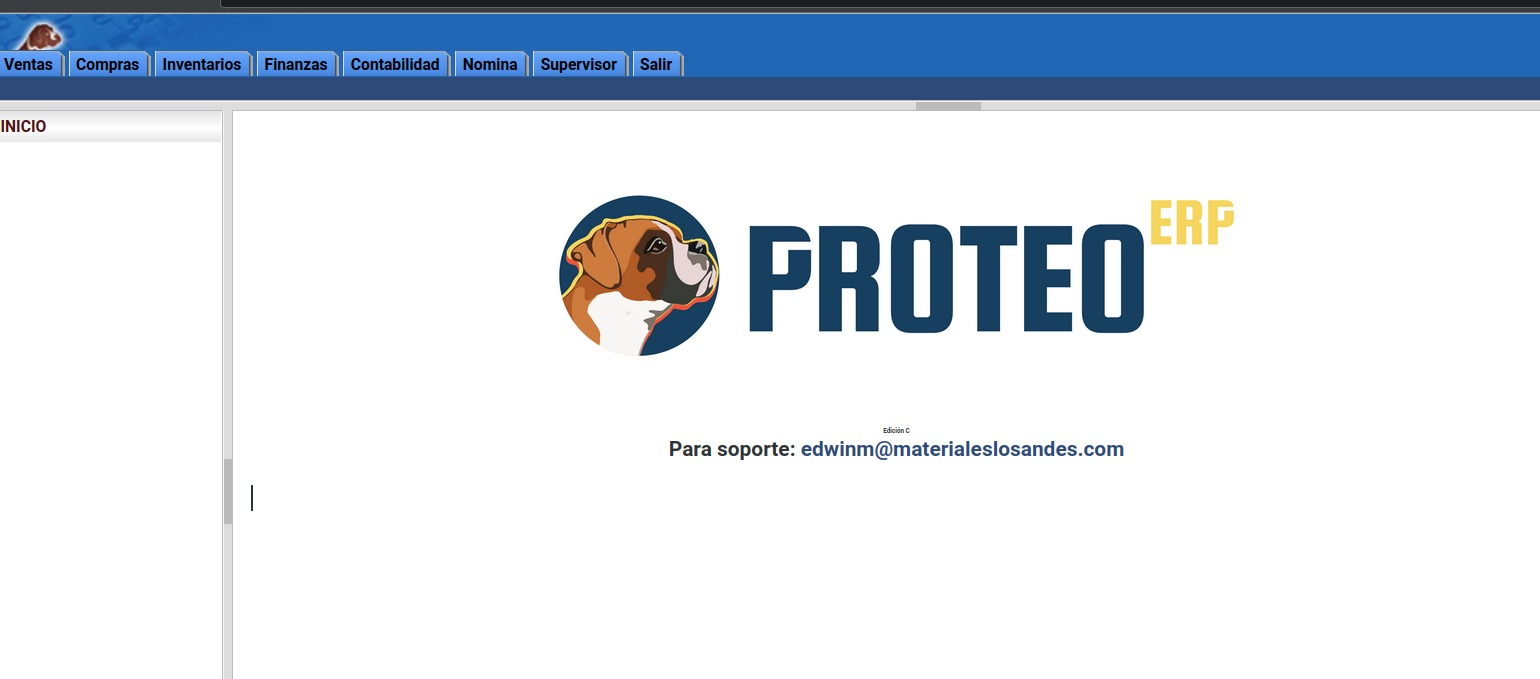 Ventas Compras Inventarios Finanzas Contabilidad Nomina Supervisor Salir
INICIO
PROTEO ERP
Edición C
Para soporte: edwinm@materialeslosandes.com